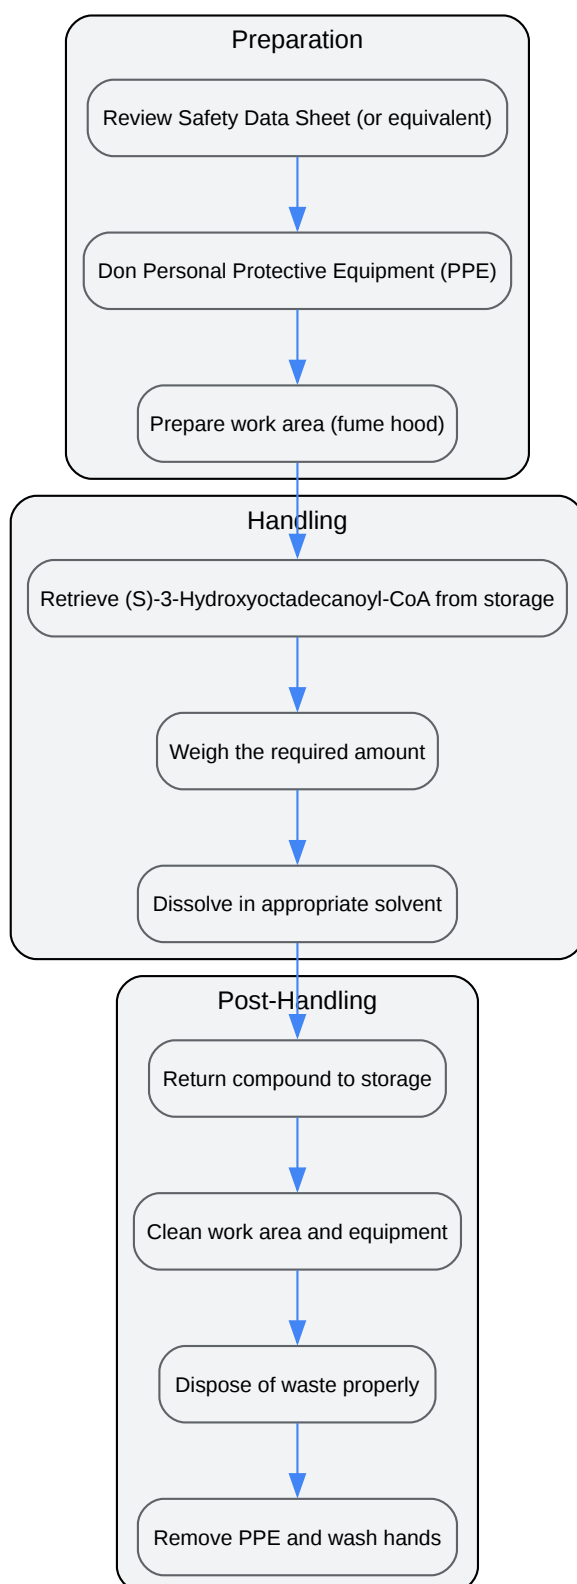 Preparation
Review Safety Data Sheet (or equivalent)
Don Personal Protective Equipment (PPE)
Prepare work area (fume hood)
Handling
Retrieve (S)-3-Hydroxyoctadecanoyl-CoA from storage
Weigh the required amount
Dissolve in appropriate solvent
Post-Handling
Return compound to storage
Clean work area and equipment
Dispose of waste properly
Remove PPE and wash hands